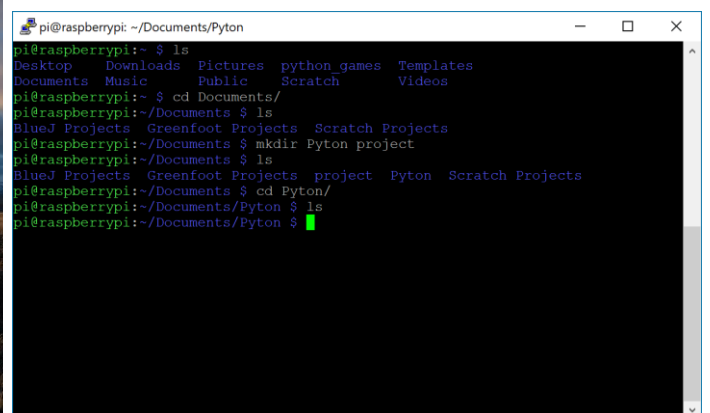 pi@raspberrypi: ~/Documents/Pyton
pi@raspberrypi:~ $ ls
Desktop Downloads Pictures python_games Templates
Documents Music Public Scratch Videos
pi@raspberrypi:~ $ cd Documents/
pi@raspberrypi:~/Documents $ ls
BlueJ Projects Greenfoot Projects Scratch Projects
pi@raspberrypi:~/Documents $ mkdir Pyton project
pi@raspberrypi:~/Documents $ ls
BlueJ Projects Greenfoot Projects project Pyton Scratch Projects
pi@raspberrypi:~/Documents $ cd Pyton/
pi@raspberrypi:~/Documents/Pyton $ ls
pi@raspberrypi:~/Documents/Pyton $